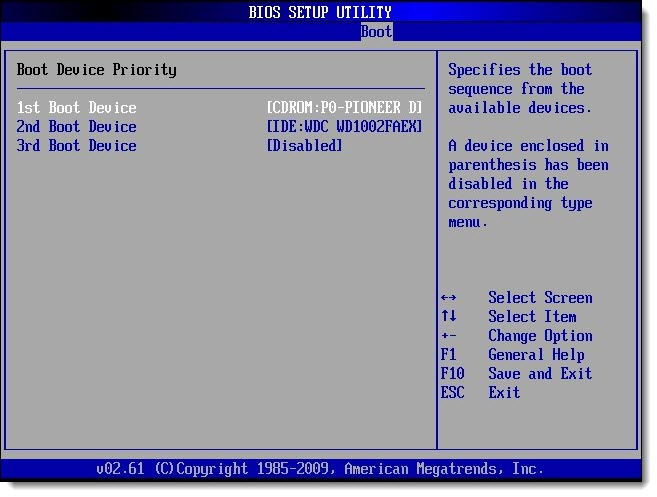 BIOS SETUP UTILITY
Boot
Boot Device Priority
1st Boot Device [CDROM:P0-PIONEER D]
2nd Boot Device [IDE:WDC WD1002FAEX]
3rd Boot Device [Disabled]
Specifies the boot
sequence from the
available devices.
A device enclosed in
parenthesis has been
disabled in the
corresponding type
menu.
↔ Select Screen
↑↓ Select Item
+- Change Option
F1 General Help
F10 Save and Exit
ESC Exit
v02.61 (C)Copyright 1985-2009, American Megatrends, Inc.